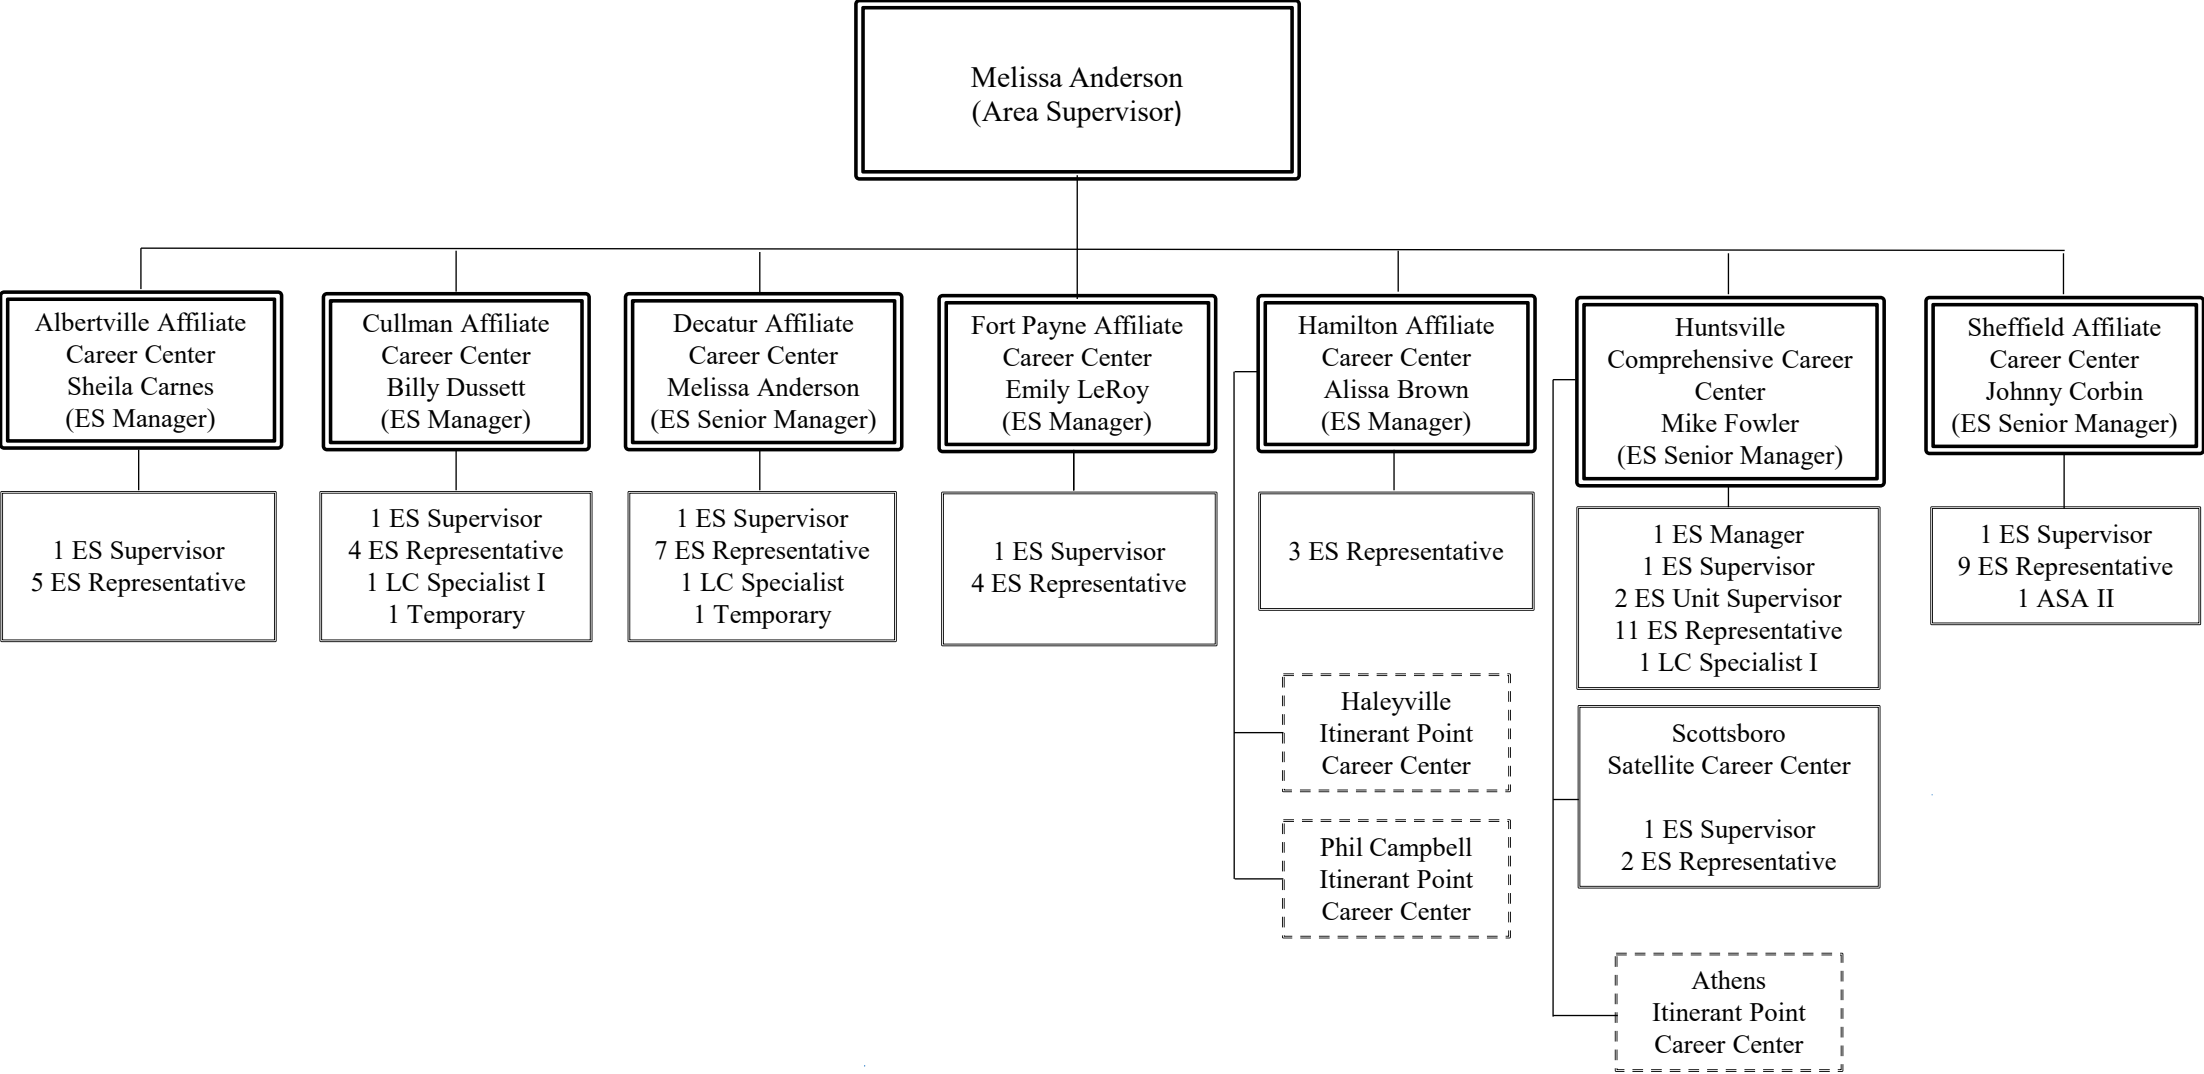 Melissa Anderson
(Area Supervisor)
Albertville Affiliate
Career Center
Sheila Carnes
(ES Manager)
Cullman Affiliate
Career Center
Billy Dussett
(ES Manager)
Decatur Affiliate
Career Center
Melissa Anderson
(ES Senior Manager)
Fort Payne Affiliate
Career Center
Emily LeRoy
(ES Manager)
Hamilton Affiliate
Career Center
Alissa Brown
(ES Manager)
Huntsville
Comprehensive Career
Center
Mike Fowler
(ES Senior Manager)
Sheffield Affiliate
Career Center
Johnny Corbin
(ES Senior Manager)
1 ES Supervisor
5 ES Representative
1 ES Supervisor
4 ES Representative
1 LC Specialist I
1 Temporary
1 ES Supervisor
7 ES Representative
1 LC Specialist
1 Temporary
1 ES Supervisor
4 ES Representative
3 ES Representative
1 ES Manager
1 ES Supervisor
2 ES Unit Supervisor
11 ES Representative
1 LC Specialist I
1 ES Supervisor
9 ES Representative
1 ASA II
Haleyville
Itinerant Point
Career Center
Phil Campbell
Itinerant Point
Career Center
Scottsboro
Satellite Career Center
1 ES Supervisor
2 ES Representative
Athens
Itinerant Point
Career Center